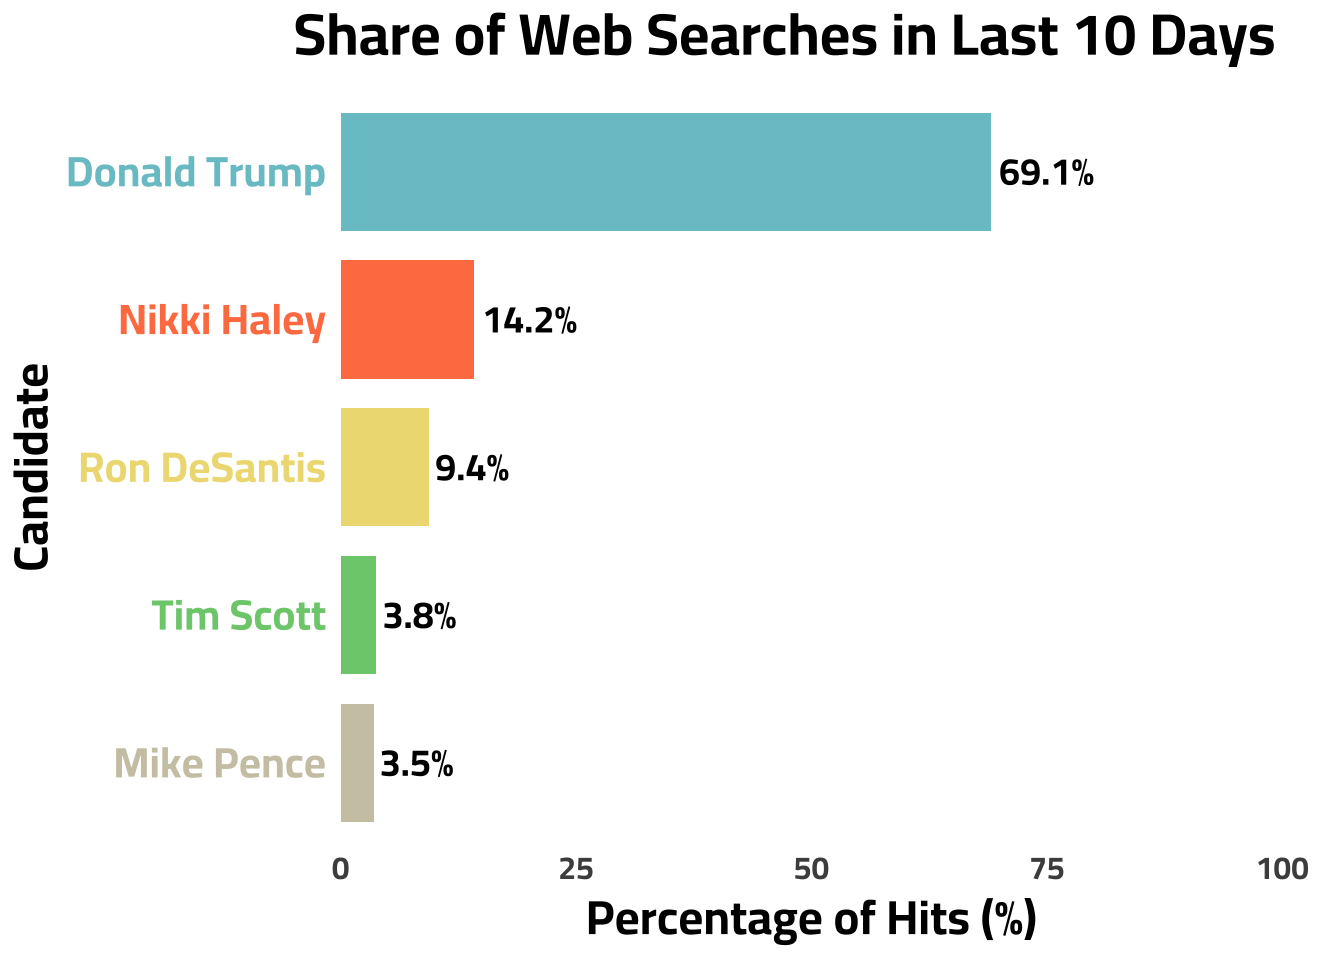 Share of Web Searches in Last 10 Days
Donald Trump 69.1%
Nikki Haley 14.2%
Ron DeSantis 9.4%
Tim Scott 3.8%
Mike Pence 3.5%
Candidate
0 25 50 75 100
Percentage of Hits (%)